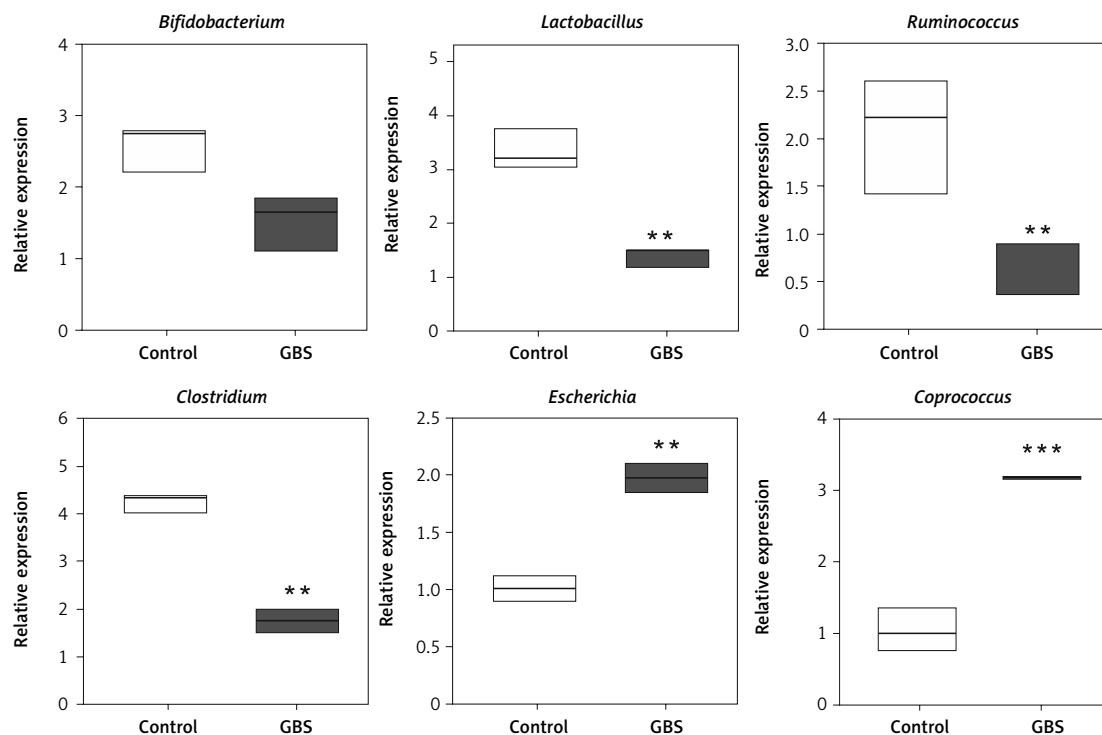 Bifidobacterium
Relative expression
4
3
2
1
0
Control GBS
Lactobacillus
Relative expression
5
4
3
2
1
0
**
Control GBS
Ruminococcus
Relative expression
3.0
2.5
2.0
1.5
1.0
0.5
0
**
Control GBS
Clostridium
Relative expression
6
5
4
3
2
1
0
**
Control GBS
Escherichia
Relative expression
2.5
2.0
1.5
1.0
0.5
0
**
Control GBS
Coprococcus
Relative expression
4
3
2
1
0
***
Control GBS